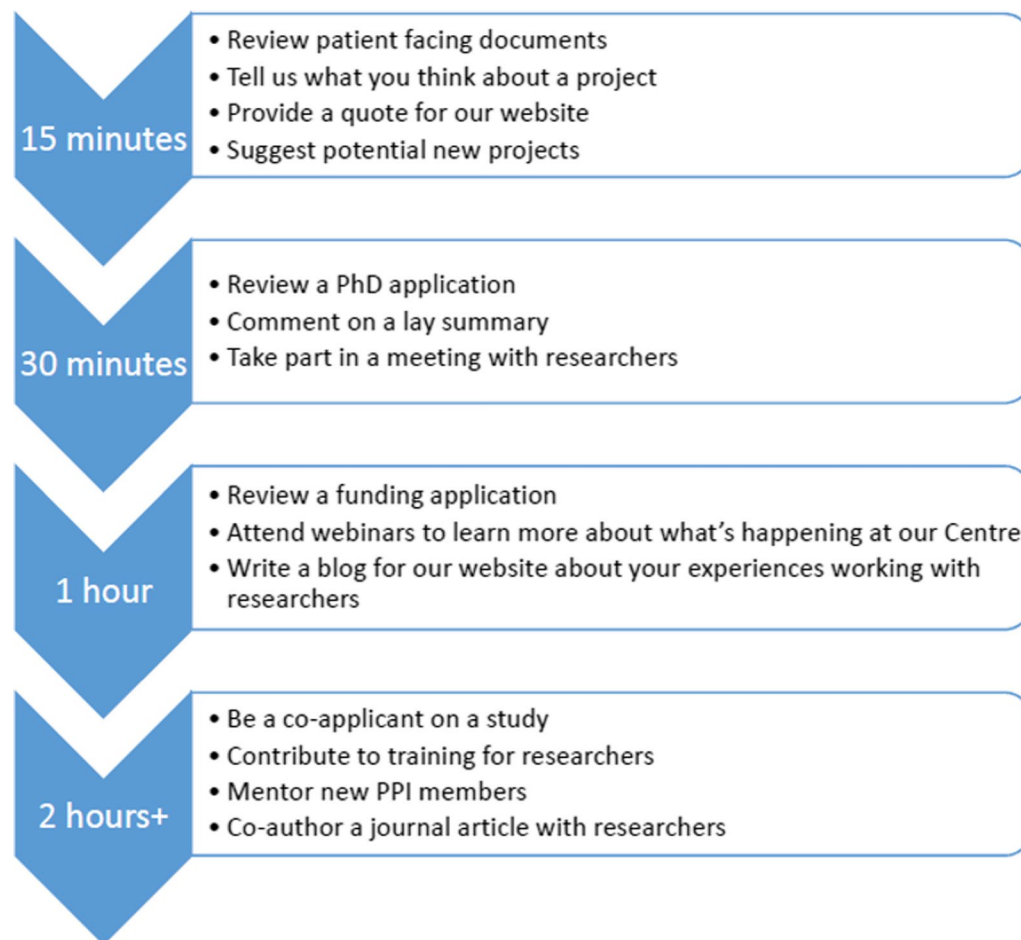 15 minutes
• Review patient facing documents
• Tell us what you think about a project
• Provide a quote for our website
• Suggest potential new projects
30 minutes
• Review a PhD application
• Comment on a lay summary
• Take part in a meeting with researchers
1 hour
• Review a funding application
• Attend webinars to learn more about what’s happening at our Centre
• Write a blog for our website about your experiences working with
researchers
2 hours+
• Be a co-applicant on a study
• Contribute to training for researchers
• Mentor new PPI members
• Co-author a journal article with researchers